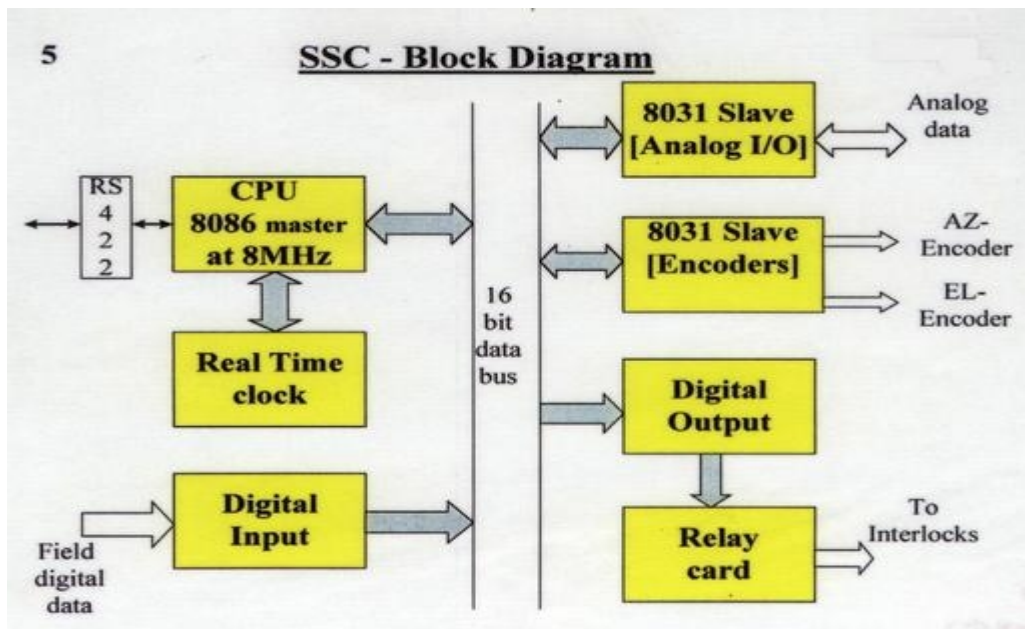 5
SSC - Block Diagram
RS
4
2
2
CPU
8086 master
at 8MHz
Real Time
clock
Digital
Input
Field
digital
data
16
bit
data
bus
8031 Slave
[Analog I/O]
Analog
data
8031 Slave
[Encoders]
AZ-
Encoder
EL-
Encoder
Digital
Output
Relay
card
To
Interlocks